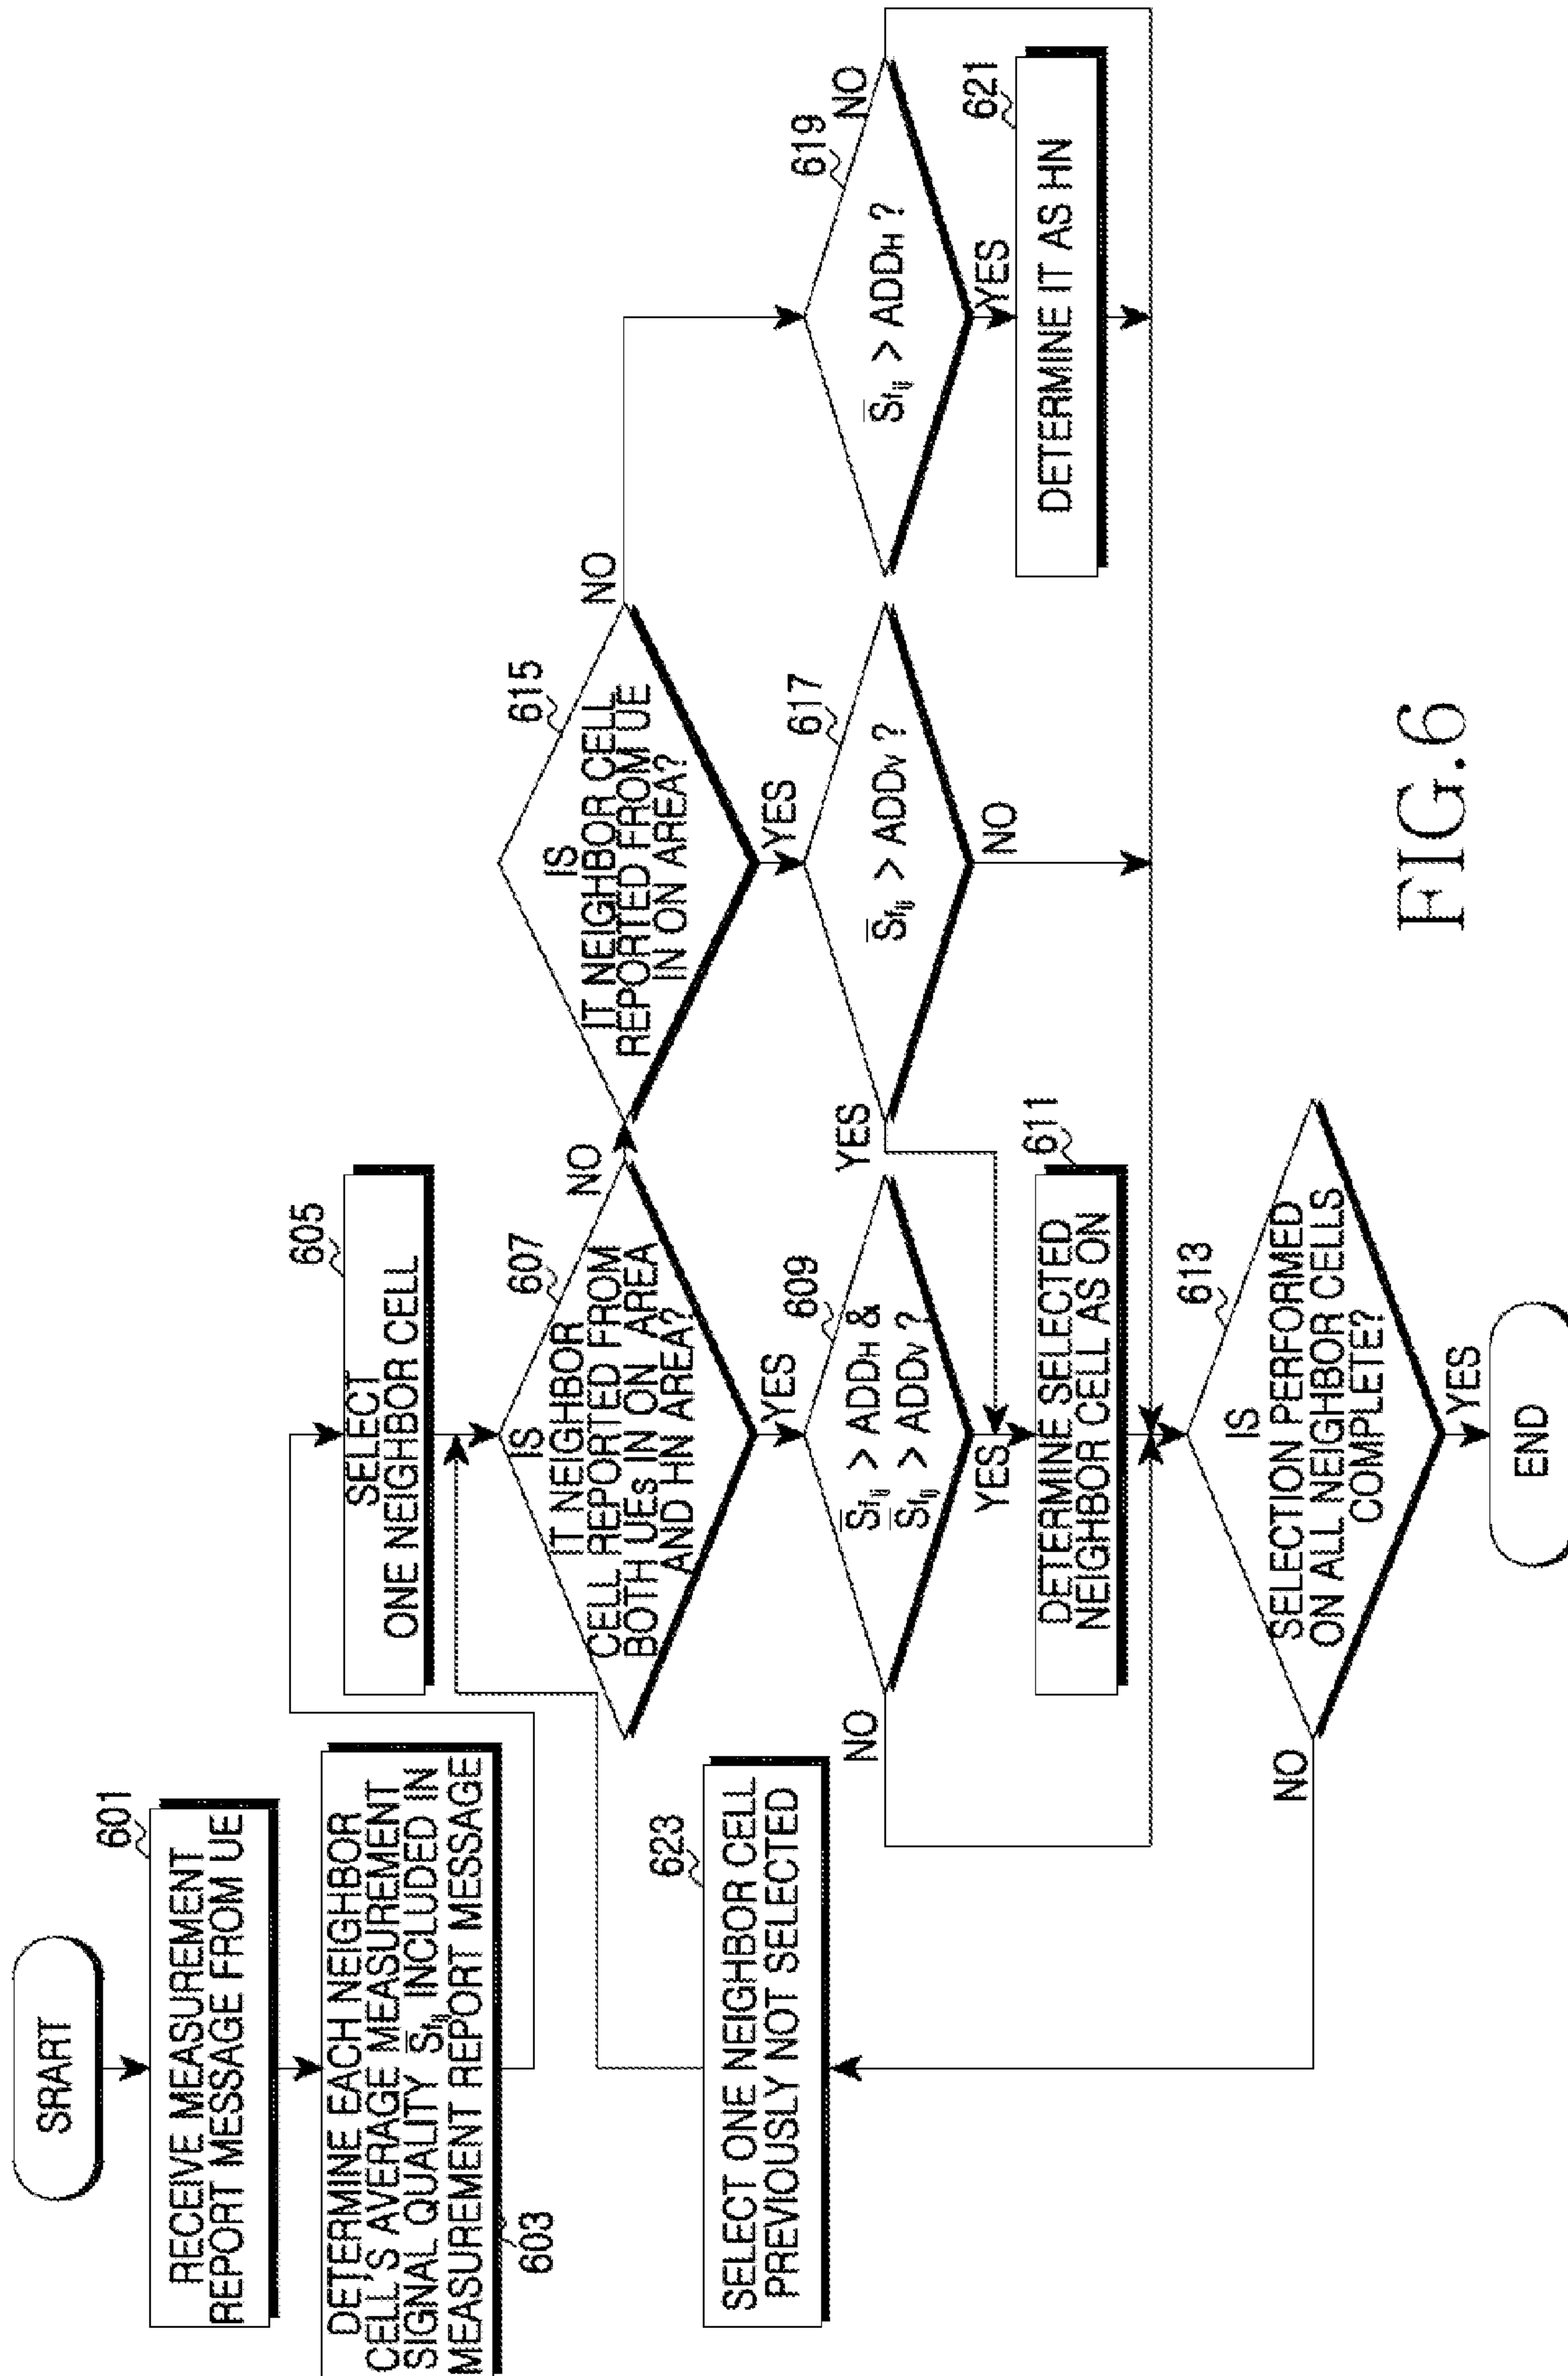 SRART
RECEIVE MEASUREMENT
REPORT MESSAGE FROM UE
601
DETERMINE EACH NEIGHBOR
CELL'S AVERAGE MEASUREMENT
SIGNAL QUALITY S̅fij INCLUDED IN
MEASUREMENT REPORT MESSAGE
603
SELECT
ONE NEIGHBOR CELL
605
IS
IT NEIGHBOR
CELL REPORTED FROM
BOTH UEs IN ON AREA
AND HN AREA?
607
NO
YES
S̅fij > ADDH &
S̅fij > ADDV ?
609
NO
YES
DETERMINE SELECTED
NEIGHBOR CELL AS ON
611
IS
SELECTION PERFORMED
ON ALL NEIGHBOR CELLS
COMPLETE?
613
NO
YES
END
IS
IT NEIGHBOR CELL
REPORTED FROM UE
IN ON AREA?
615
NO
YES
S̅fij > ADDV ?
617
YES
NO
S̅fij > ADDH ?
619
NO
YES
DETERMINE IT AS HN
621
SELECT ONE NEIGHBOR CELL
PREVIOUSLY NOT SELECTED
623
FIG.6